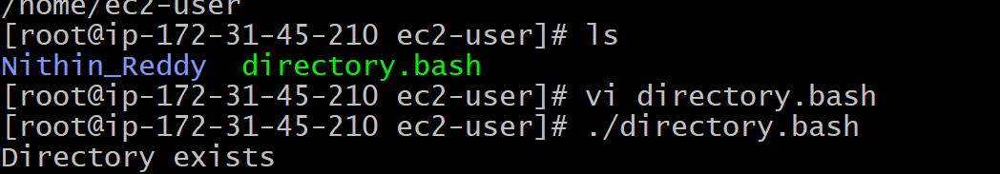 /home/ec2-user
[root@ip-172-31-45-210 ec2-user]# ls
Nithin_Reddy  directory.bash
[root@ip-172-31-45-210 ec2-user]# vi directory.bash
[root@ip-172-31-45-210 ec2-user]# ./directory.bash
Directory exists